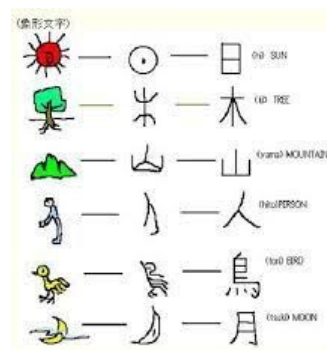 (象形文字)
日 (hi) SUN
木 (ki) TREE
山 (yama) MOUNTAIN
人 (hito) PERSON
鳥 (tori) BIRD
月 (tsuki) MOON